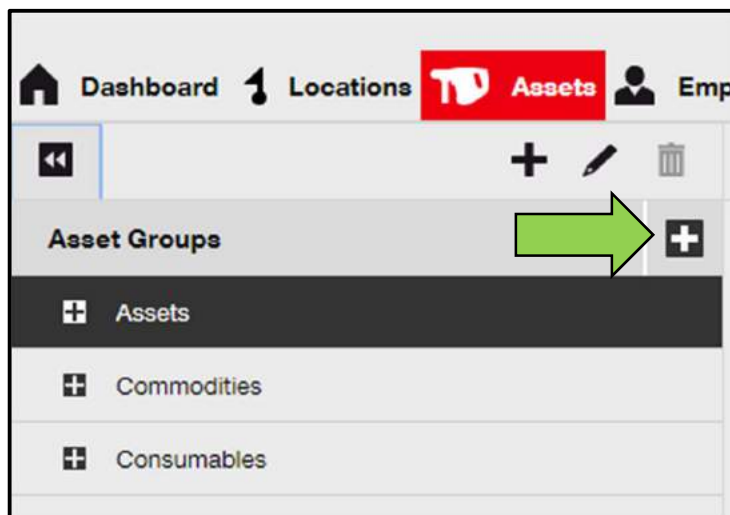 Dashboard Locations Assets Emp
Asset Groups
Assets
Commodities
Consumables